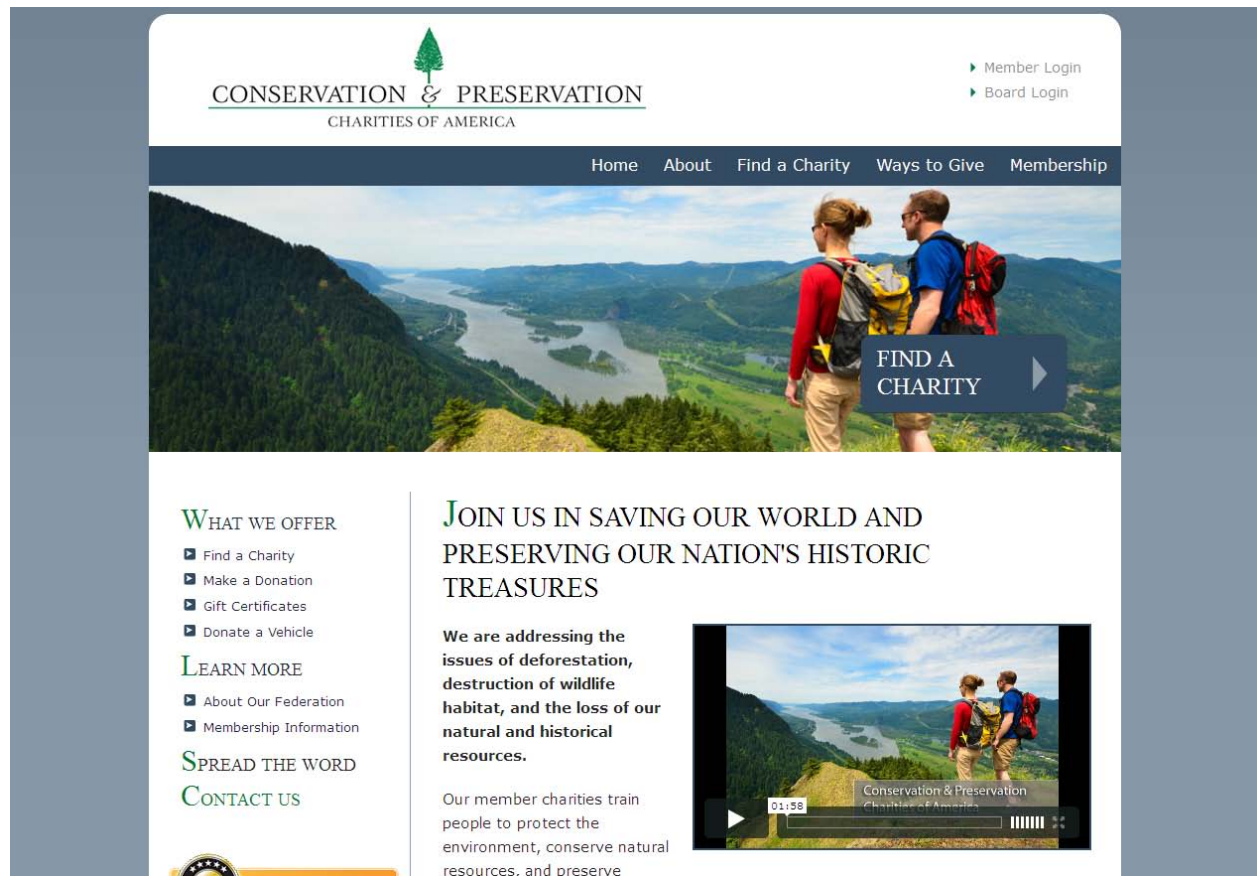 CONSERVATION & PRESERVATION
CHARITIES OF AMERICA
Member Login
Board Login
Home About Find a Charity Ways to Give Membership
FIND A
CHARITY
WHAT WE OFFER
Find a Charity
Make a Donation
Gift Certificates
Donate a Vehicle
LEARN MORE
About Our Federation
Membership Information
SPREAD THE WORD
CONTACT US
JOIN US IN SAVING OUR WORLD AND
PRESERVING OUR NATION'S HISTORIC
TREASURES
We are addressing the
issues of deforestation,
destruction of wildlife
habitat, and the loss of our
natural and historical
resources.
Our member charities train
people to protect the
environment, conserve natural
resources, and preserve
Conservation & Preservation
Charities of America
01:58